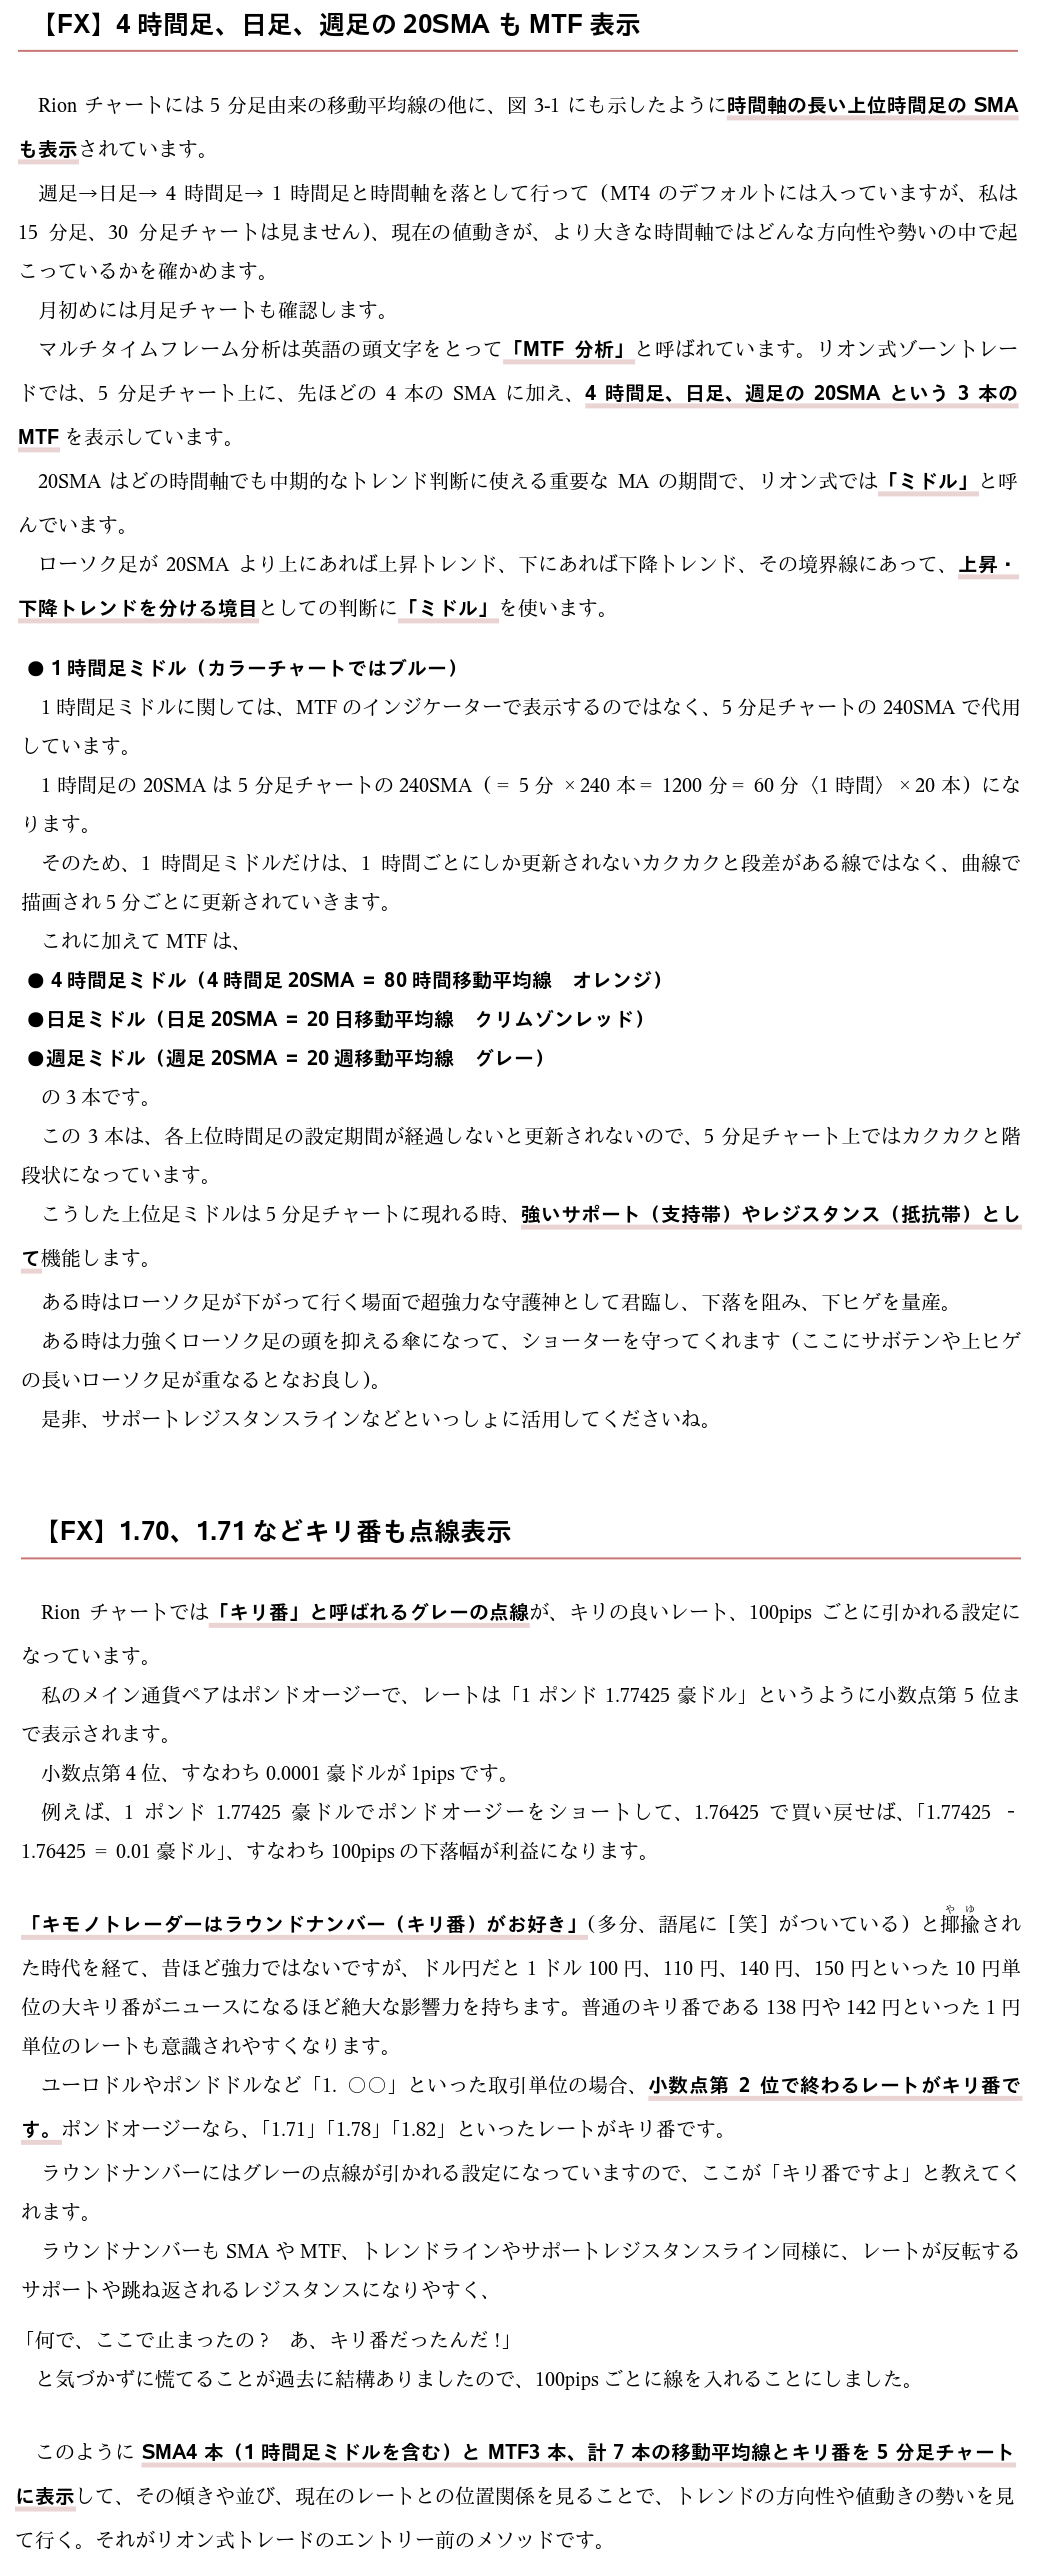 【FX】4 時間足、日足、週足の 20SMA も MTF 表示
Rion チャートには 5 分足由来の移動平均線の他に、図 3-1 にも示したように時間軸の長い上位時間足の SMA
も表示されています。
週足→日足→ 4 時間足→ 1 時間足と時間軸を落として行って（MT4 のデフォルトには入っていますが、私は
15 分足、30 分足チャートは見ません）、現在の値動きが、より大きな時間軸ではどんな方向性や勢いの中で起
こっているかを確かめます。
月初めには月足チャートも確認します。
マルチタイムフレーム分析は英語の頭文字をとって「MTF 分析」と呼ばれています。リオン式ゾーントレー
ドでは、5 分足チャート上に、先ほどの 4 本の SMA に加え、4 時間足、日足、週足の 20SMA という 3 本の
MTF を表示しています。
20SMA はどの時間軸でも中期的なトレンド判断に使える重要な MA の期間で、リオン式では「ミドル」と呼
んでいます。
ローソク足が 20SMA より上にあれば上昇トレンド、下にあれば下降トレンド、その境界線にあって、上昇・
下降トレンドを分ける境目としての判断に「ミドル」を使います。
● 1 時間足ミドル（カラーチャートではブルー）
1 時間足ミドルに関しては、MTF のインジケーターで表示するのではなく、5 分足チャートの 240SMA で代用
しています。
1 時間足の 20SMA は 5 分足チャートの 240SMA（＝ 5 分 ×240 本＝ 1200 分＝ 60 分〈1 時間〉 ×20 本）にな
ります。
そのため、1 時間足ミドルだけは、1 時間ごとにしか更新されないカクカクと段差がある線ではなく、曲線で
描画され 5 分ごとに更新されていきます。
これに加えて MTF は、
● 4 時間足ミドル（4 時間足 20SMA ＝ 80 時間移動平均線　オレンジ）
●日足ミドル（日足 20SMA ＝ 20 日移動平均線　クリムゾンレッド）
●週足ミドル（週足 20SMA ＝ 20 週移動平均線　グレー）
の 3 本です。
この 3 本は、各上位時間足の設定期間が経過しないと更新されないので、5 分足チャート上ではカクカクと階
段状になっています。
こうした上位足ミドルは 5 分足チャートに現れる時、強いサポート（支持帯）やレジスタンス（抵抗帯）とし
て機能します。
ある時はローソク足が下がって行く場面で超強力な守護神として君臨し、下落を阻み、下ヒゲを量産。
ある時は力強くローソク足の頭を抑える傘になって、ショーターを守ってくれます（ここにサボテンや上ヒゲ
の長いローソク足が重なるとなお良し）。
是非、サポートレジスタンスラインなどといっしょに活用してくださいね。
【FX】1.70、1.71 などキリ番も点線表示
Rion チャートでは「キリ番」と呼ばれるグレーの点線が、キリの良いレート、100pips ごとに引かれる設定に
なっています。
私のメイン通貨ペアはポンドオージーで、レートは「1 ポンド 1.77425 豪ドル」というように小数点第 5 位ま
で表示されます。
小数点第 4 位、すなわち 0.0001 豪ドルが 1pips です。
例えば、1 ポンド 1.77425 豪ドルでポンドオージーをショートして、1.76425 で買い戻せば、「1.77425 -
1.76425 ＝ 0.01 豪ドル」、すなわち 100pips の下落幅が利益になります。
「キモノトレーダーはラウンドナンバー（キリ番）がお好き」（多分、語尾に［笑］がついている）と揶揄され
た時代を経て、昔ほど強力ではないですが、ドル円だと 1 ドル 100 円、110 円、140 円、150 円といった 10 円単
位の大キリ番がニュースになるほど絶大な影響力を持ちます。普通のキリ番である 138 円や 142 円といった 1 円
単位のレートも意識されやすくなります。
ユーロドルやポンドドルなど「1. ○○」といった取引単位の場合、小数点第 2 位で終わるレートがキリ番で
す。ポンドオージーなら、「1.71」「1.78」「1.82」といったレートがキリ番です。
ラウンドナンバーにはグレーの点線が引かれる設定になっていますので、ここが「キリ番ですよ」と教えてく
れます。
ラウンドナンバーも SMA や MTF、トレンドラインやサポートレジスタンスライン同様に、レートが反転する
サポートや跳ね返されるレジスタンスになりやすく、
「何で、ここで止まったの？　あ、キリ番だったんだ！」
と気づかずに慌てることが過去に結構ありましたので、100pips ごとに線を入れることにしました。
このように SMA4 本（1 時間足ミドルを含む）と MTF3 本、計 7 本の移動平均線とキリ番を 5 分足チャート
に表示して、その傾きや並び、現在のレートとの位置関係を見ることで、トレンドの方向性や値動きの勢いを見
て行く。それがリオン式トレードのエントリー前のメソッドです。